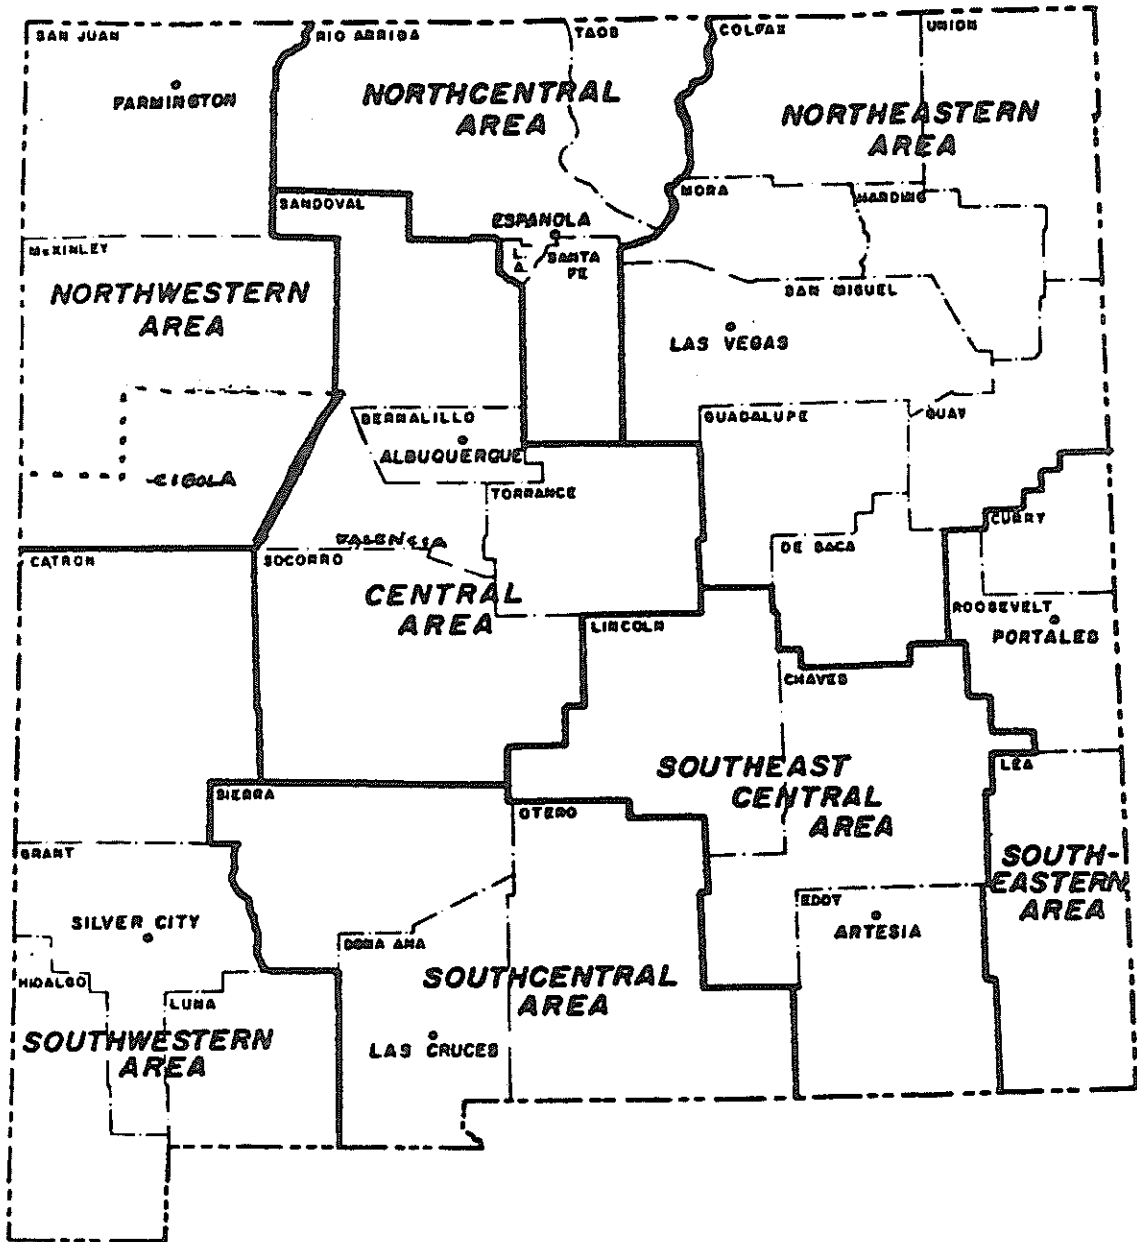 SAN JUAN
RIO ARRIBA
TAOS
COLFAX
UNION
FARMINGTON
NORTHCENTRAL
AREA
NORTHEASTERN
AREA
SANDOVAL
MORA
HARDING
ESPANOLA
McKINLEY
L.A.
SANTA
FE
NORTHWESTERN
AREA
SAN MIGUEL
LAS VEGAS
BERNALILLO
ALBUQUERQUE
GUADALUPE
QUAY
CIBOLA
TORRANCE
CURRY
VALENCIA
CATRON
SOCORRO
DE BACA
CENTRAL
AREA
LINCOLN
ROOSEVELT
PORTALES
CHAVES
SOUTHEAST
CENTRAL
AREA
LEA
SIERRA
OTERO
GRANT
SOUTH-
EASTERN
AREA
SILVER CITY
EDDY
ARTESIA
DONA ANA
HIDALGO
LUNA
SOUTHCENTRAL
AREA
SOUTHWESTERN
AREA
LAS CRUCES